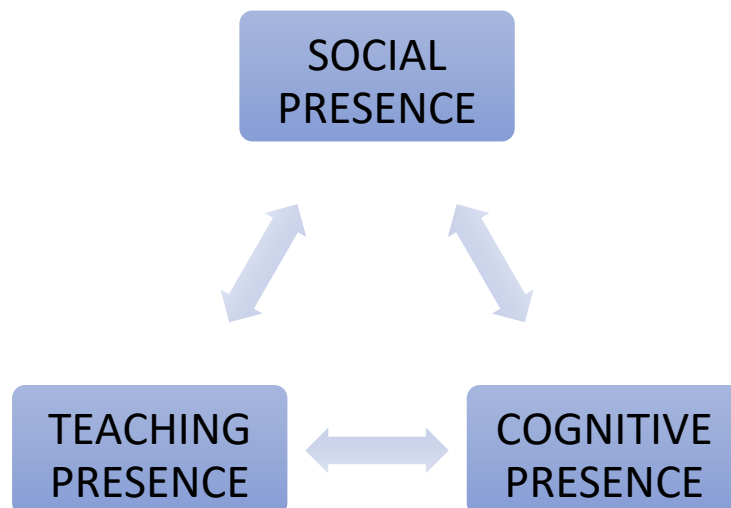 SOCIAL
PRESENCE
TEACHING
PRESENCE
COGNITIVE
PRESENCE